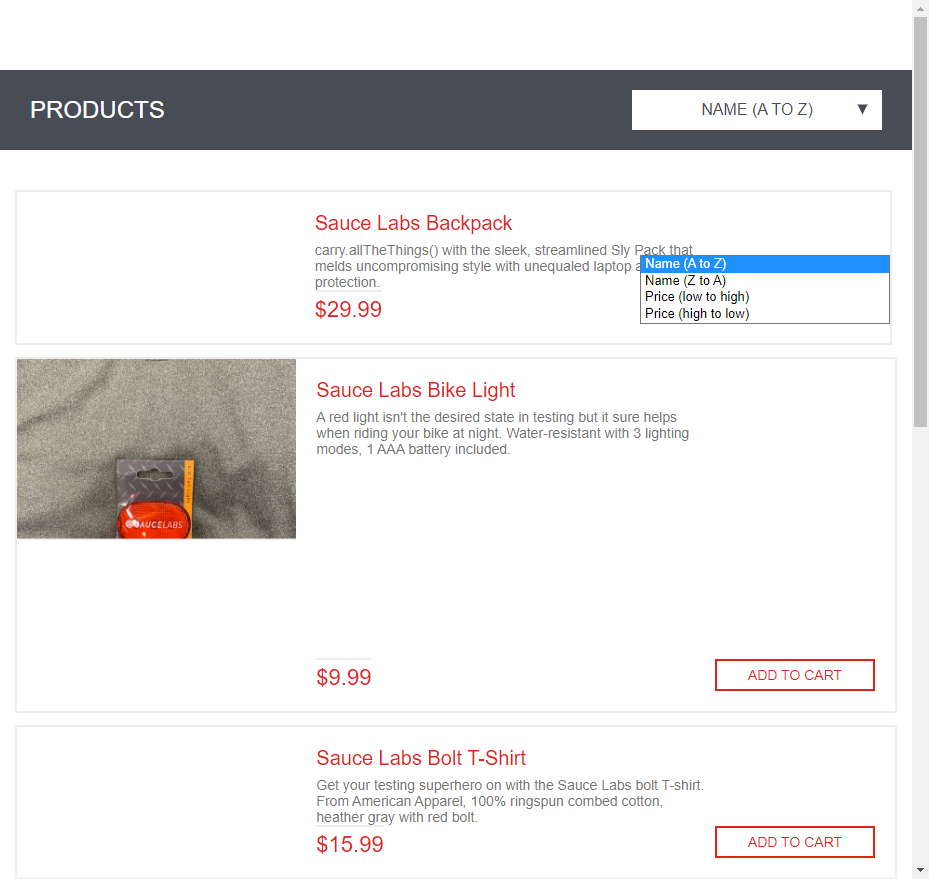 PRODUCTS
NAME (A TO Z) ▼
Sauce Labs Backpack
carry.allTheThings() with the sleek, streamlined Sly Pack that
melds uncompromising style with unequaled laptop
protection.
$29.99
Name (A to Z)
Name (Z to A)
Price (low to high)
Price (high to low)
Sauce Labs Bike Light
A red light isn't the desired state in testing but it sure helps
when riding your bike at night. Water-resistant with 3 lighting
modes, 1 AAA battery included.
SAUCELABS
$9.99
ADD TO CART
Sauce Labs Bolt T-Shirt
Get your testing superhero on with the Sauce Labs bolt T-shirt.
From American Apparel, 100% ringspun combed cotton,
heather gray with red bolt.
$15.99
ADD TO CART